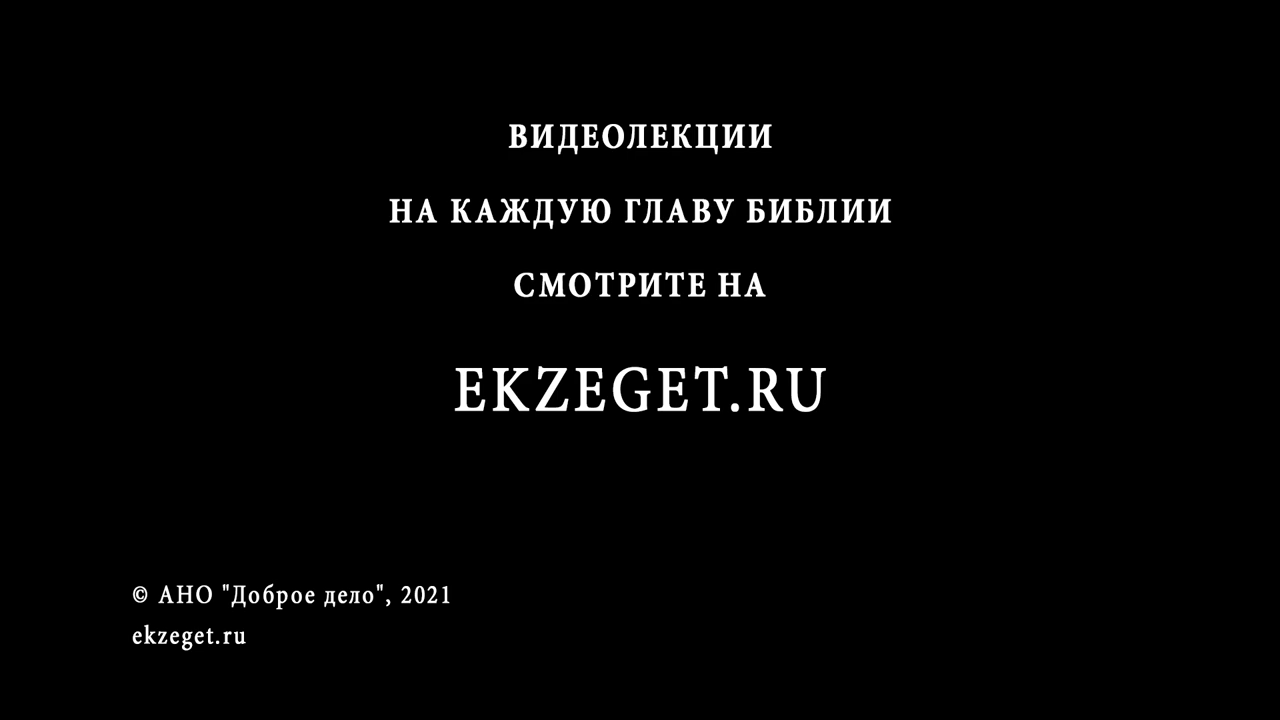 ВИДЕОЛЕКЦИИ
НА КАЖДУЮ ГЛАВУ БИБЛИИ
СМОТРИТЕ НА
EKZEGET.RU
© АНО "Доброе дело", 2021
ekzeget.ru